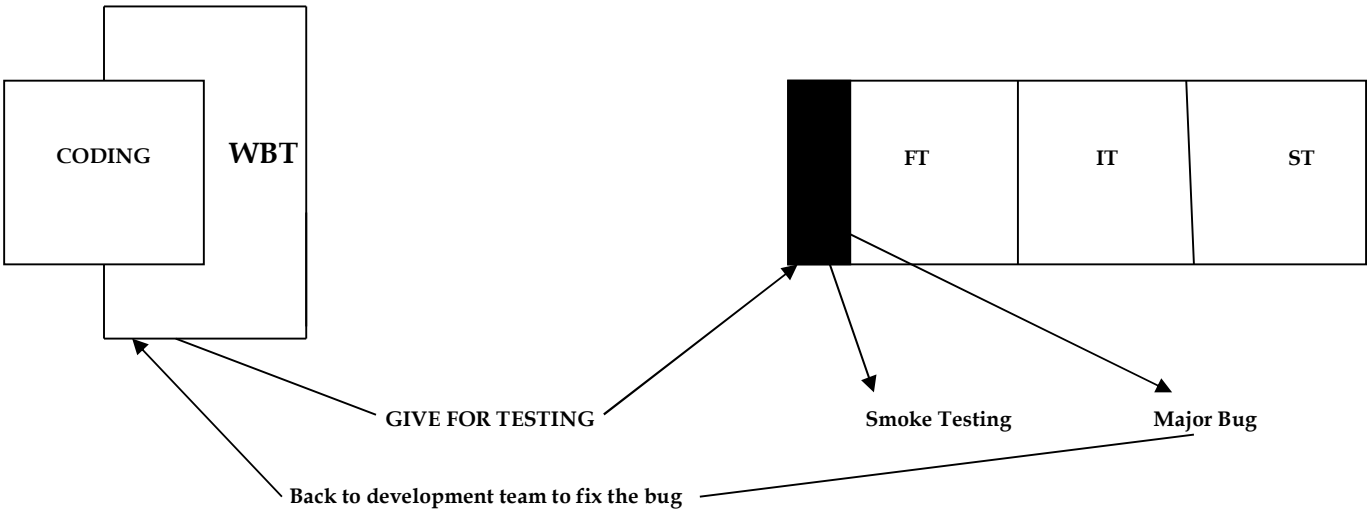 CODING
WBT
FT
IT
ST
GIVE FOR TESTING
Smoke Testing
Major Bug
Back to development team to fix the bug